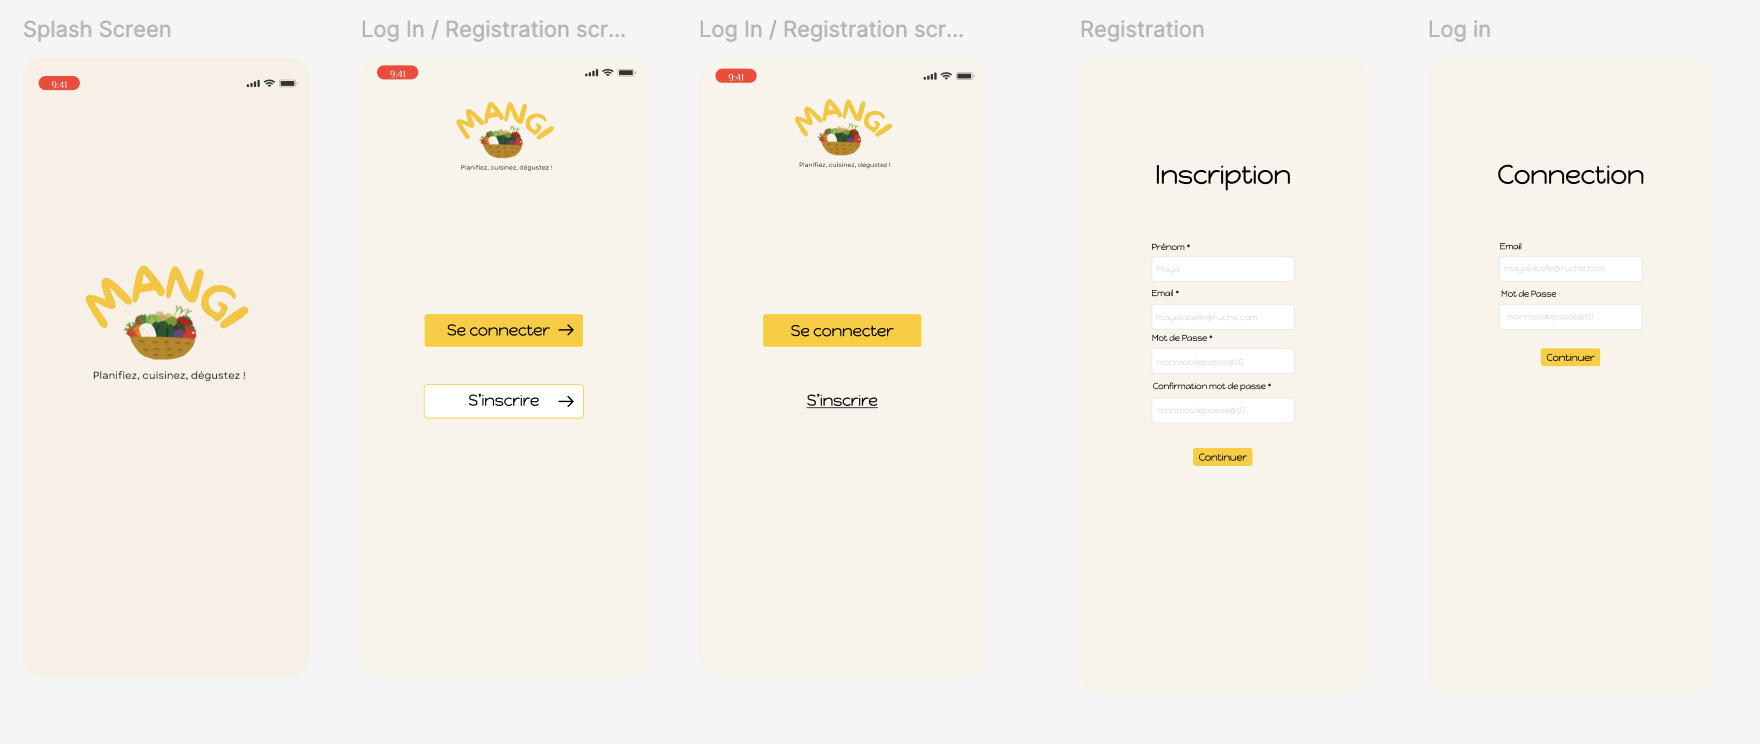 Splash Screen
9:41
MANGI
Planifiez, cuisinez, dégustez !
Log In / Registration scr...
9:41
MANGI
Planifiez, cuisinez, dégustez !
Se connecter →
S'inscrire →
Log In / Registration scr...
9:41
MANGI
Planifiez, cuisinez, dégustez !
Se connecter
S'inscrire
Registration
Inscription
Prénom *
Maya
Email *
mayalabelle@ruche.com
Mot de Passe *
monmotdepasse@10
Confirmation mot de passe *
monmotdepasse@10
Continuer
Log in
Connection
Email
mayalabelle@ruche.com
Mot de Passe
monmotdepasse@10
Continuer